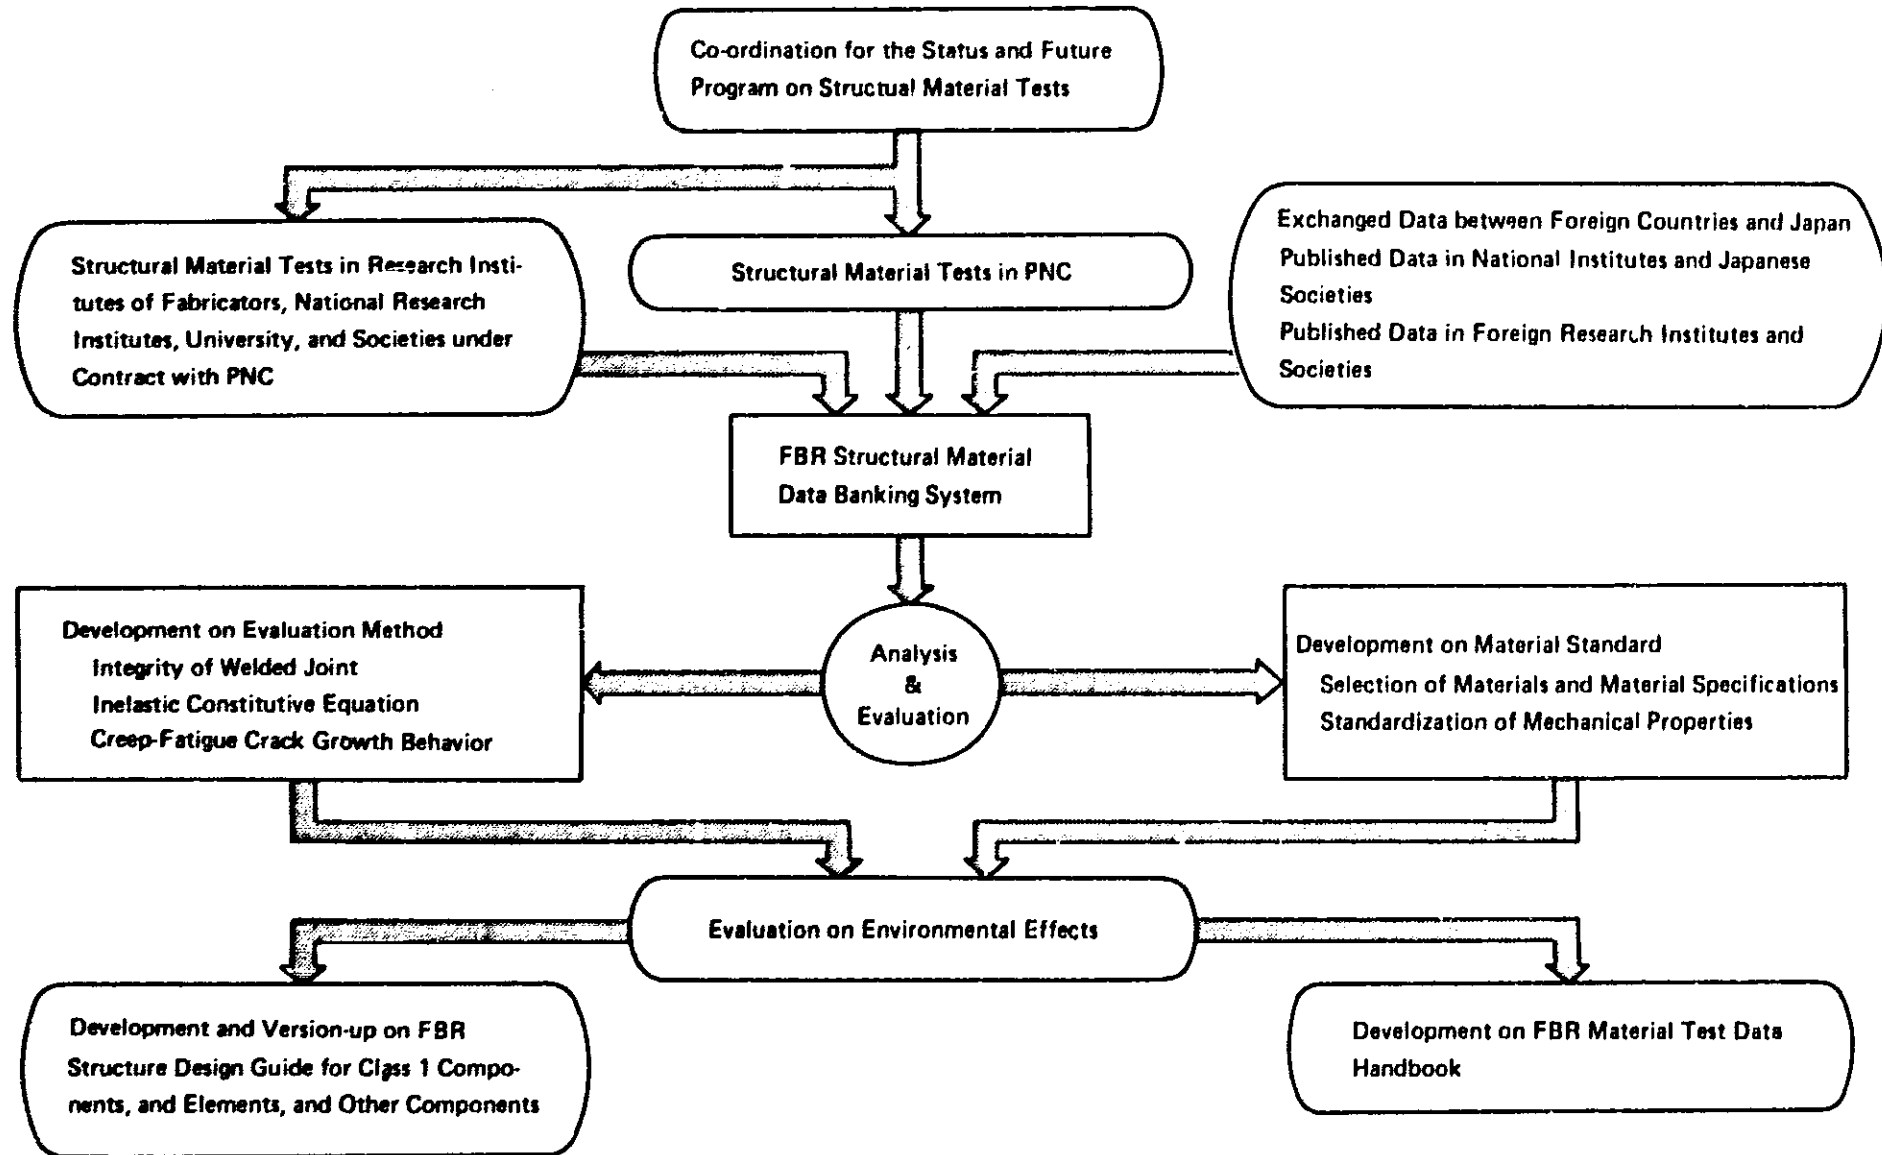 Co-ordination for the Status and Future
Program on Structual Material Tests
Structural Material Tests in Research Insti-
tutes of Fabricators, National Research
Institutes, University, and Societies under
Contract with PNC
Structural Material Tests in PNC
Exchanged Data between Foreign Countries and Japan
Published Data in National Institutes and Japanese
Societies
Published Data in Foreign Research Institutes and
Societies
FBR Structural Material
Data Banking System
Development on Evaluation Method
Integrity of Welded Joint
Inelastic Constitutive Equation
Creep-Fatigue Crack Growth Behavior
Analysis
&
Evaluation
Development on Material Standard
Selection of Materials and Material Specifications
Standardization of Mechanical Properties
Evaluation on Environmental Effects
Development and Version-up on FBR
Structure Design Guide for Class 1 Compo-
nents, and Elements, and Other Components
Development on FBR Material Test Data
Handbook